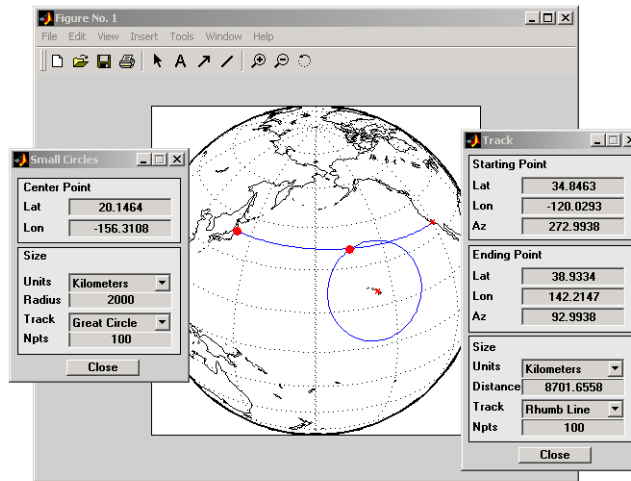 Figure No. 1
File Edit View Insert Tools Window Help
A
Small Circles
Center Point
Lat 20.1464
Lon -156.3108
Size
Units Kilometers
Radius 2000
Track Great Circle
Npts 100
Close
Track
Starting Point
Lat 34.8463
Lon -120.0293
Az 272.9938
Ending Point
Lat 38.9334
Lon 142.2147
Az 92.9938
Size
Units Kilometers
Distance 8701.6558
Track Rhumb Line
Npts 100
Close